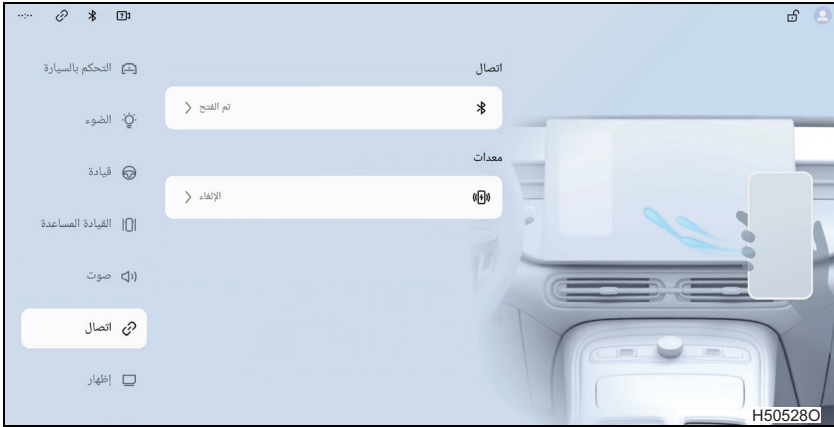 --:--
التحكم بالسيارة
الضوء
قيادة
القيادة المساعدة
صوت
اتصال
إظهار
اتصال
تم الفتح
معدات
الإلغاء
H50528O